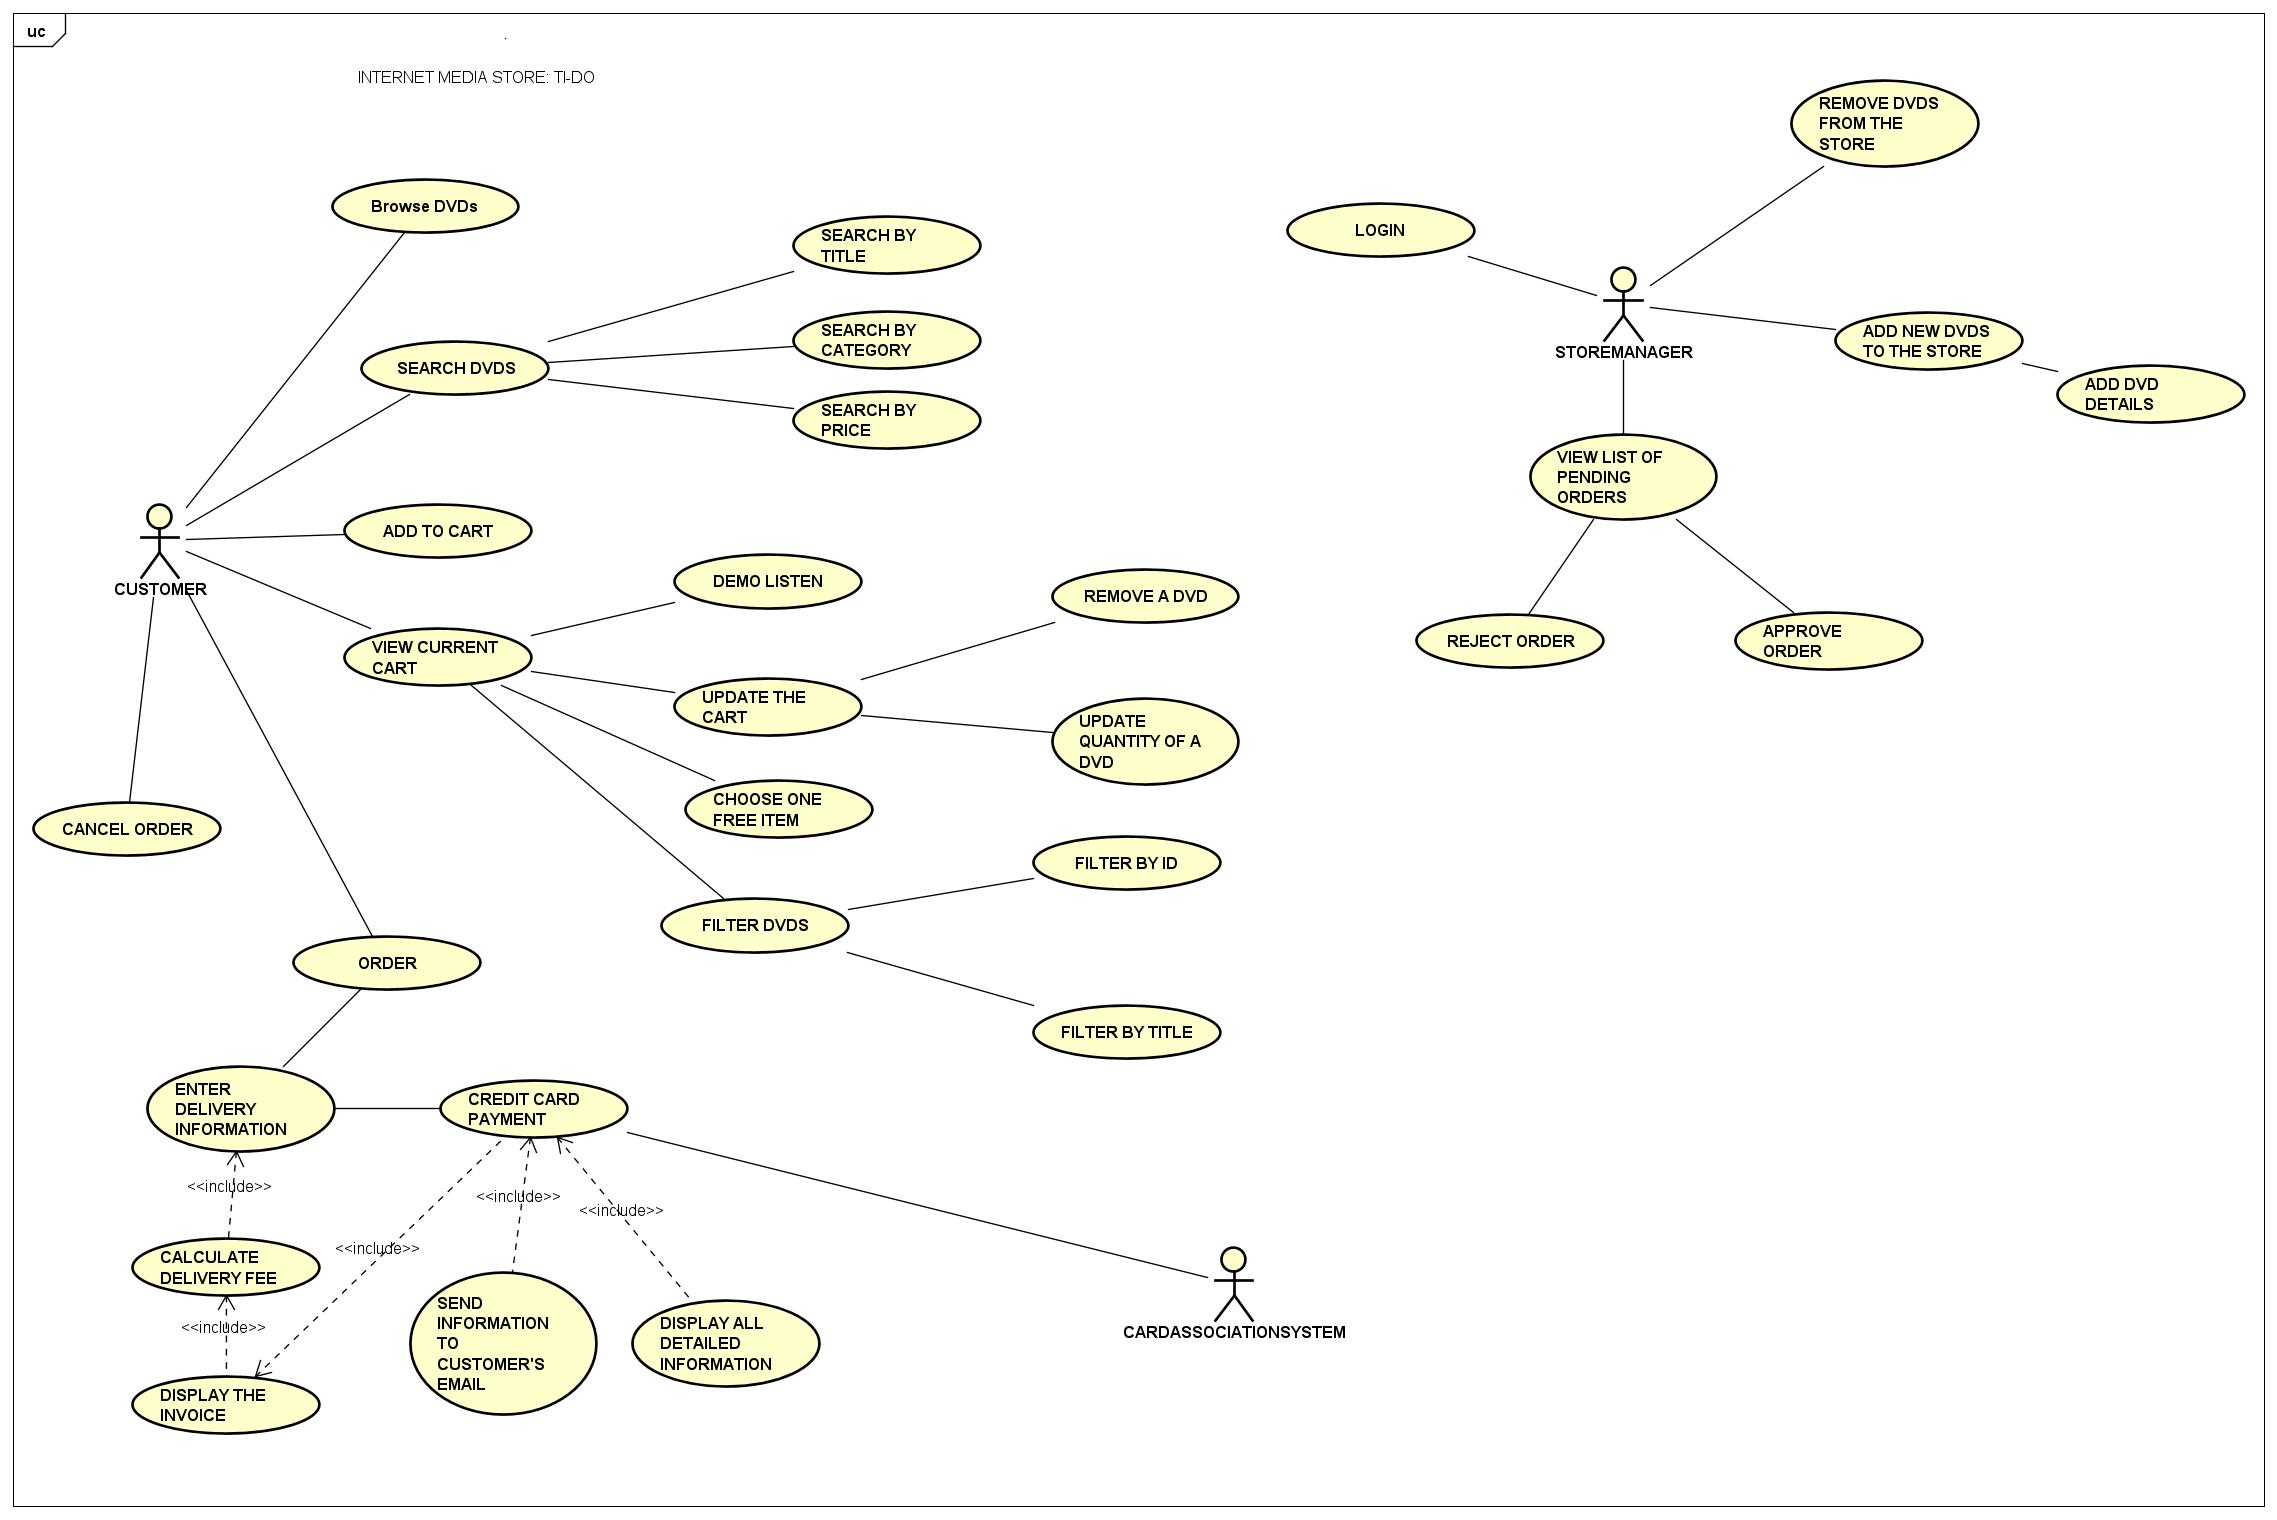 uc
.
INTERNET MEDIA STORE: TI-DO
REMOVE DVDS
FROM THE
STORE
Browse DVDs
LOGIN
SEARCH BY
TITLE
SEARCH BY
CATEGORY
SEARCH DVDS
SEARCH BY
PRICE
STOREMANAGER
ADD NEW DVDS
TO THE STORE
ADD DVD
DETAILS
VIEW LIST OF
PENDING
ORDERS
REJECT ORDER
APPROVE
ORDER
ADD TO CART
CUSTOMER
DEMO LISTEN
REMOVE A DVD
VIEW CURRENT
CART
UPDATE THE
CART
UPDATE
QUANTITY OF A
DVD
CHOOSE ONE
FREE ITEM
CANCEL ORDER
FILTER BY ID
FILTER DVDS
ORDER
FILTER BY TITLE
ENTER
DELIVERY
INFORMATION
CREDIT CARD
PAYMENT
<<include>>
<<include>>
<<include>>
<<include>>
CALCULATE
DELIVERY FEE
<<include>>
SEND
INFORMATION
TO
CUSTOMER'S
EMAIL
DISPLAY ALL
DETAILED
INFORMATION
CARDASSOCIATIONSYSTEM
DISPLAY THE
INVOICE